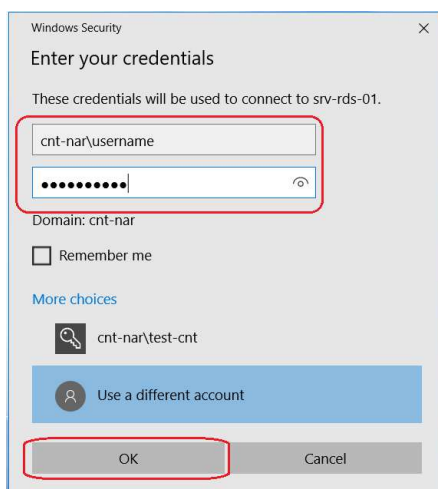 Windows Security
Enter your credentials
These credentials will be used to connect to srv-rds-01.
cnt-nar\username
●●●●●●●●●●
Domain: cnt-nar
Remember me
More choices
cnt-nar\test-cnt
Use a different account
OK Cancel